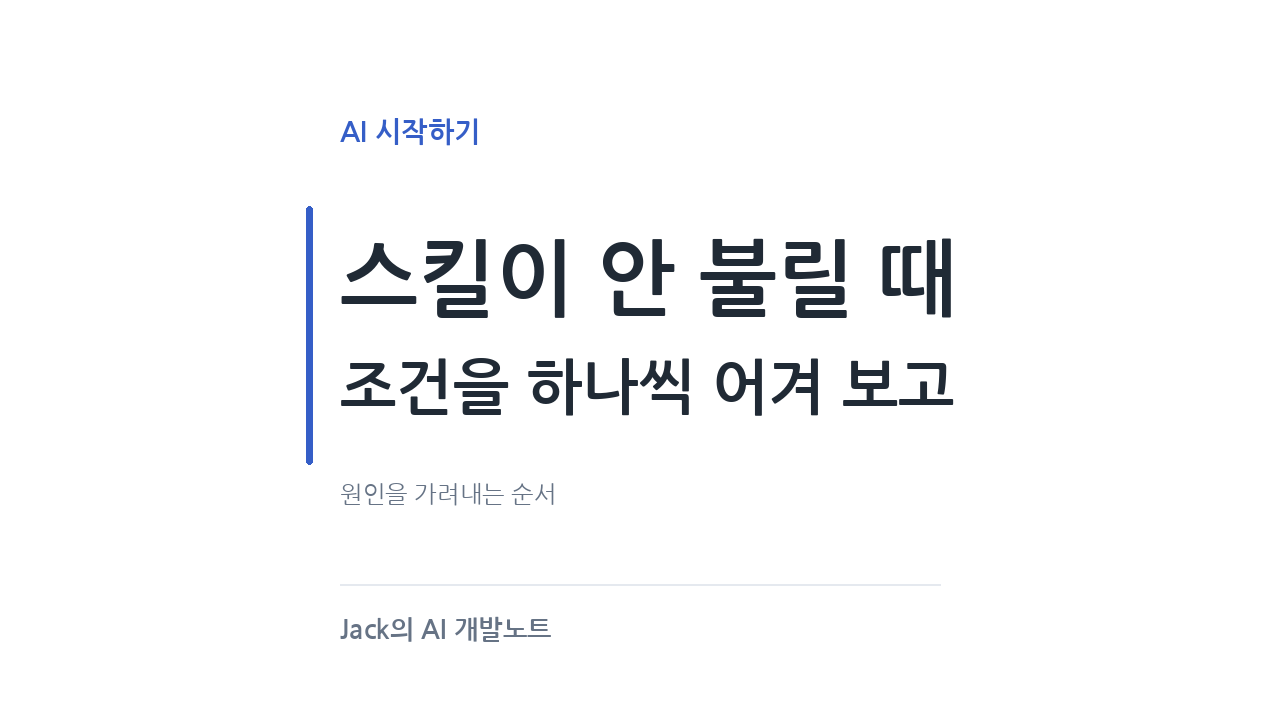 AI 시작하기
스킬이 안 불릴 때
조건을 하나씩 어겨 보고
원인을 가려내는 순서
Jack의 AI 개발노트